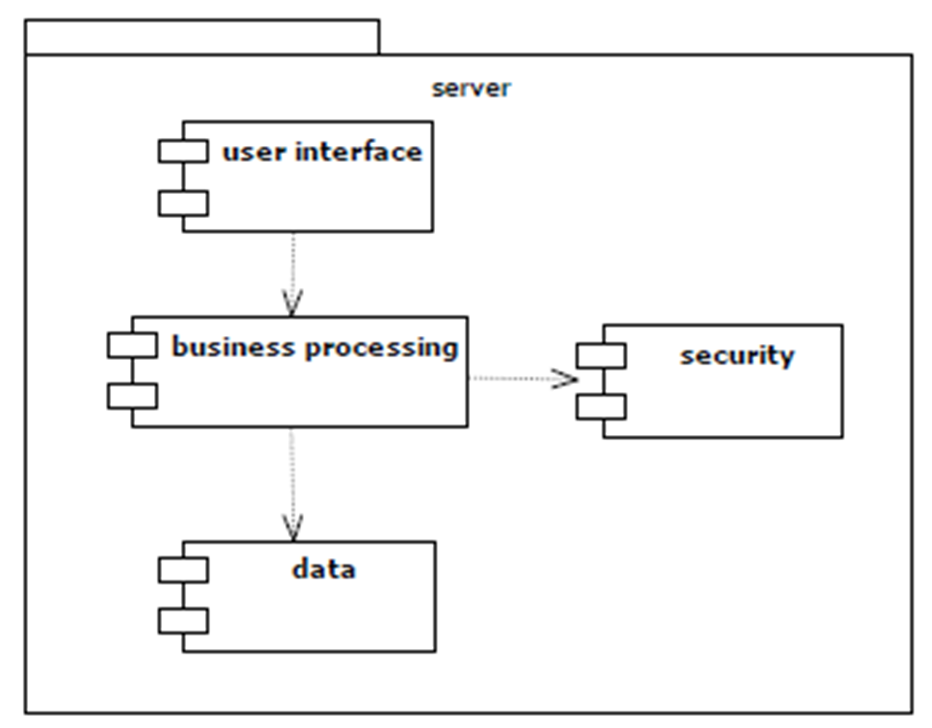 server
user interface
business processing
security
data